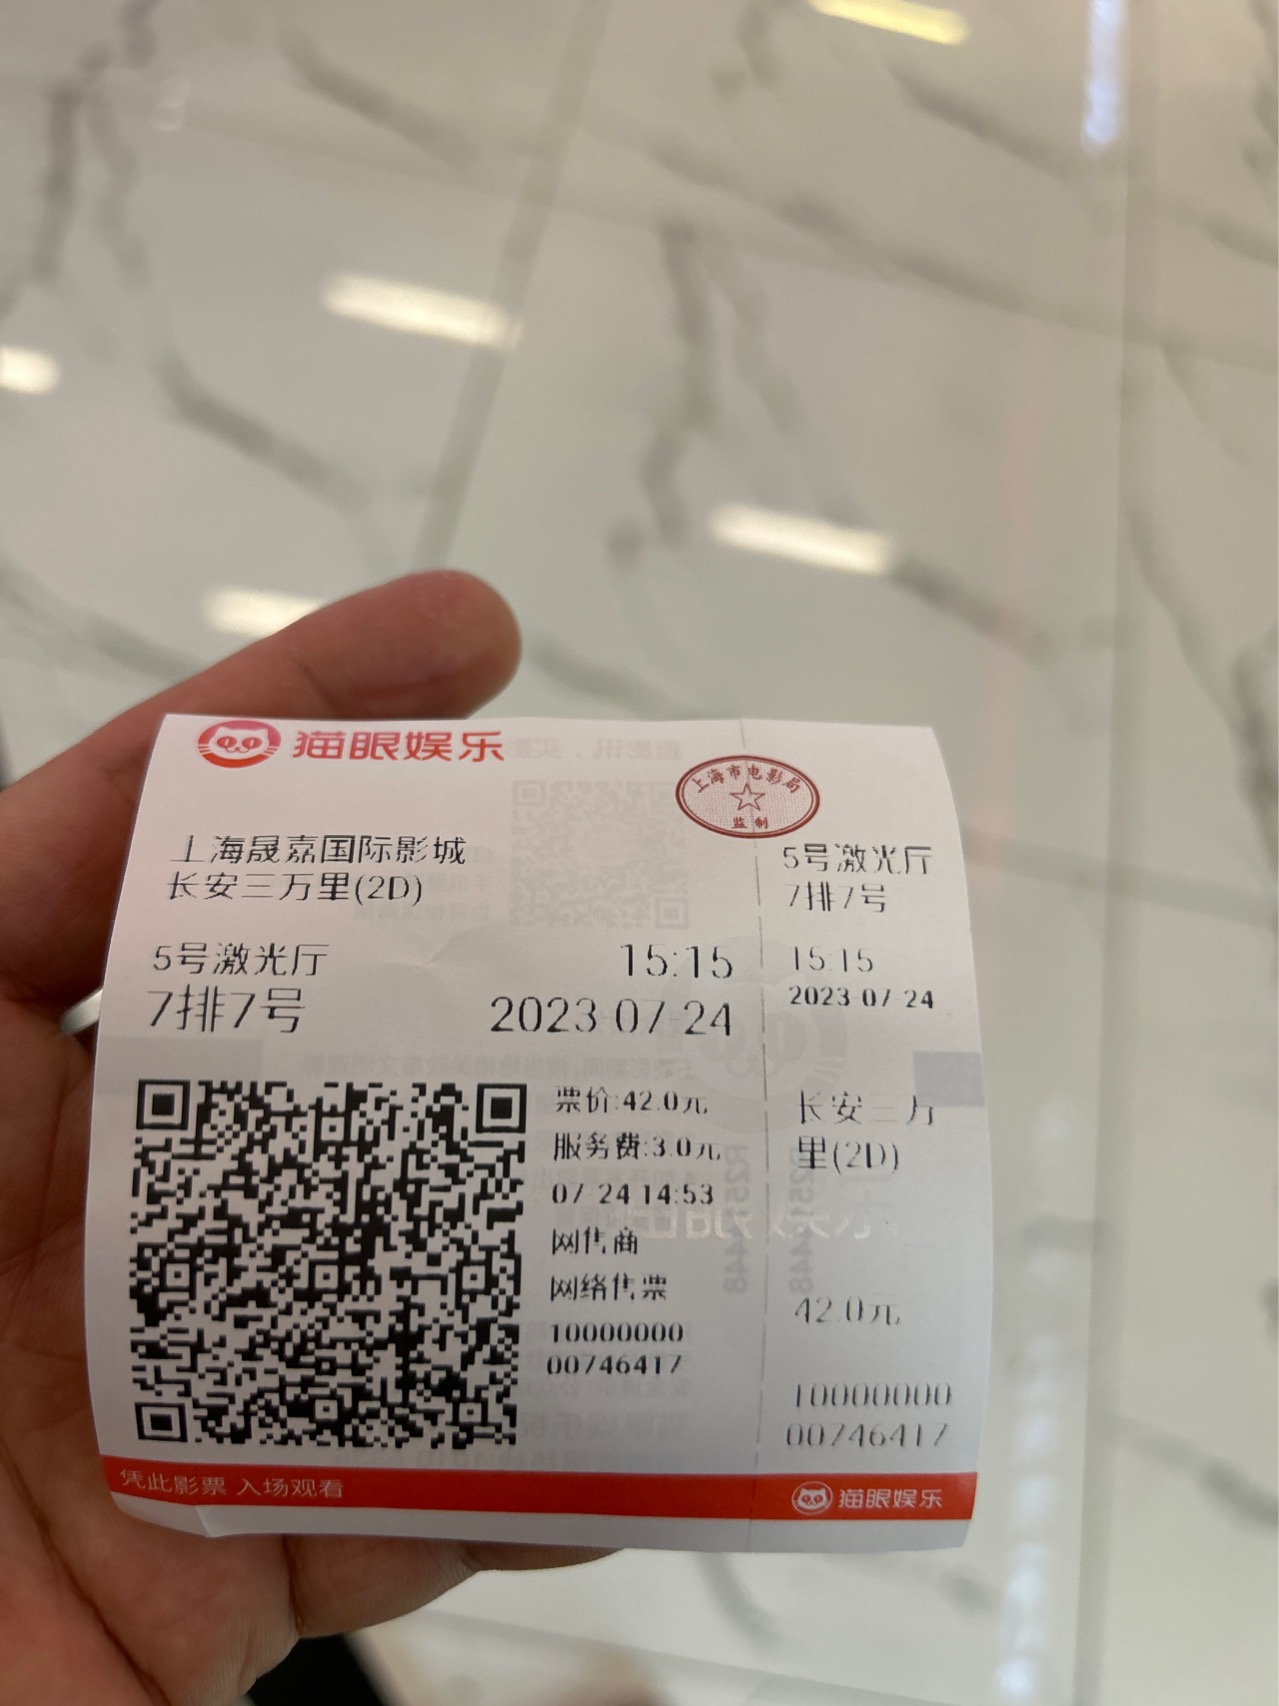 猫眼娱乐
上海市电影局
监制
上海晟嘉国际影城
长安三万里(2D)
5号激光厅
15:15
7排7号
2023-07-24
票价:42.0元
服务费:3.0元
07-24 14:53
网售商
网络售票
10000000
00746417
5号激光厅
7排7号
15:15
2023-07-24
长安三万
里(2D)
42.0元
10000000
00746417
凭此影票 入场观看
猫眼娱乐